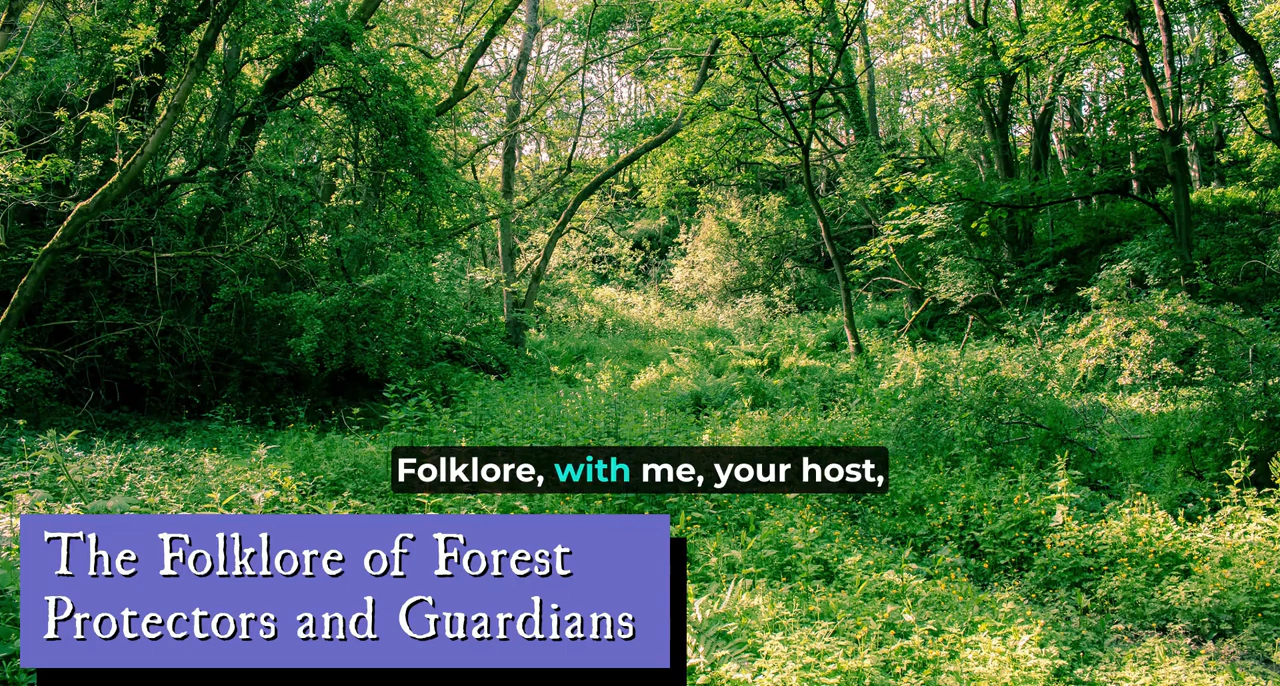 Folklore, with me, your host,
The Folklore of Forest
Protectors and Guardians